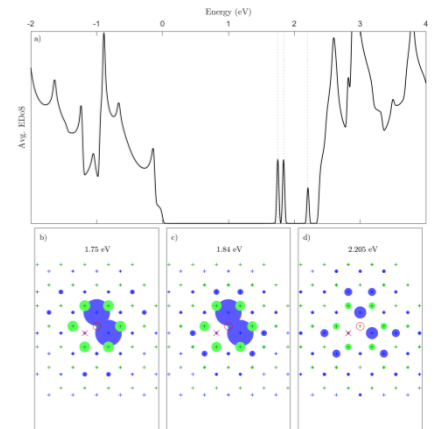 Energy (eV)
-2 -1 0 1 2 3 4
a)
Avg. EDoS
b) c) d)
1.75 eV 1.84 eV 2.205 eV